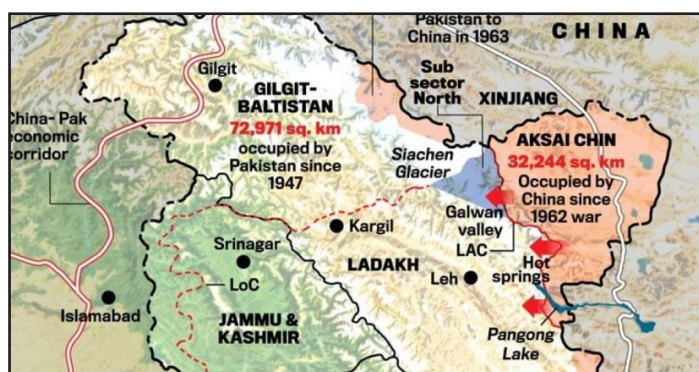 Pakistan to
China in 1963
CHINA
Gilgit
GILGIT-
BALTISTAN
72,971 sq. km
occupied by
Pakistan since
1947
Sub
sector
North
XINJIANG
China- Pak
economic
corridor
AKSAI CHIN
32,244 sq. km
Occupied by
China since
1962 war
Siachen
Glacier
Galwan
valley
LAC
Kargil
Srinagar
LoC
LADAKH
Leh
Hot
springs
Islamabad
JAMMU &
KASHMIR
Pangong
Lake